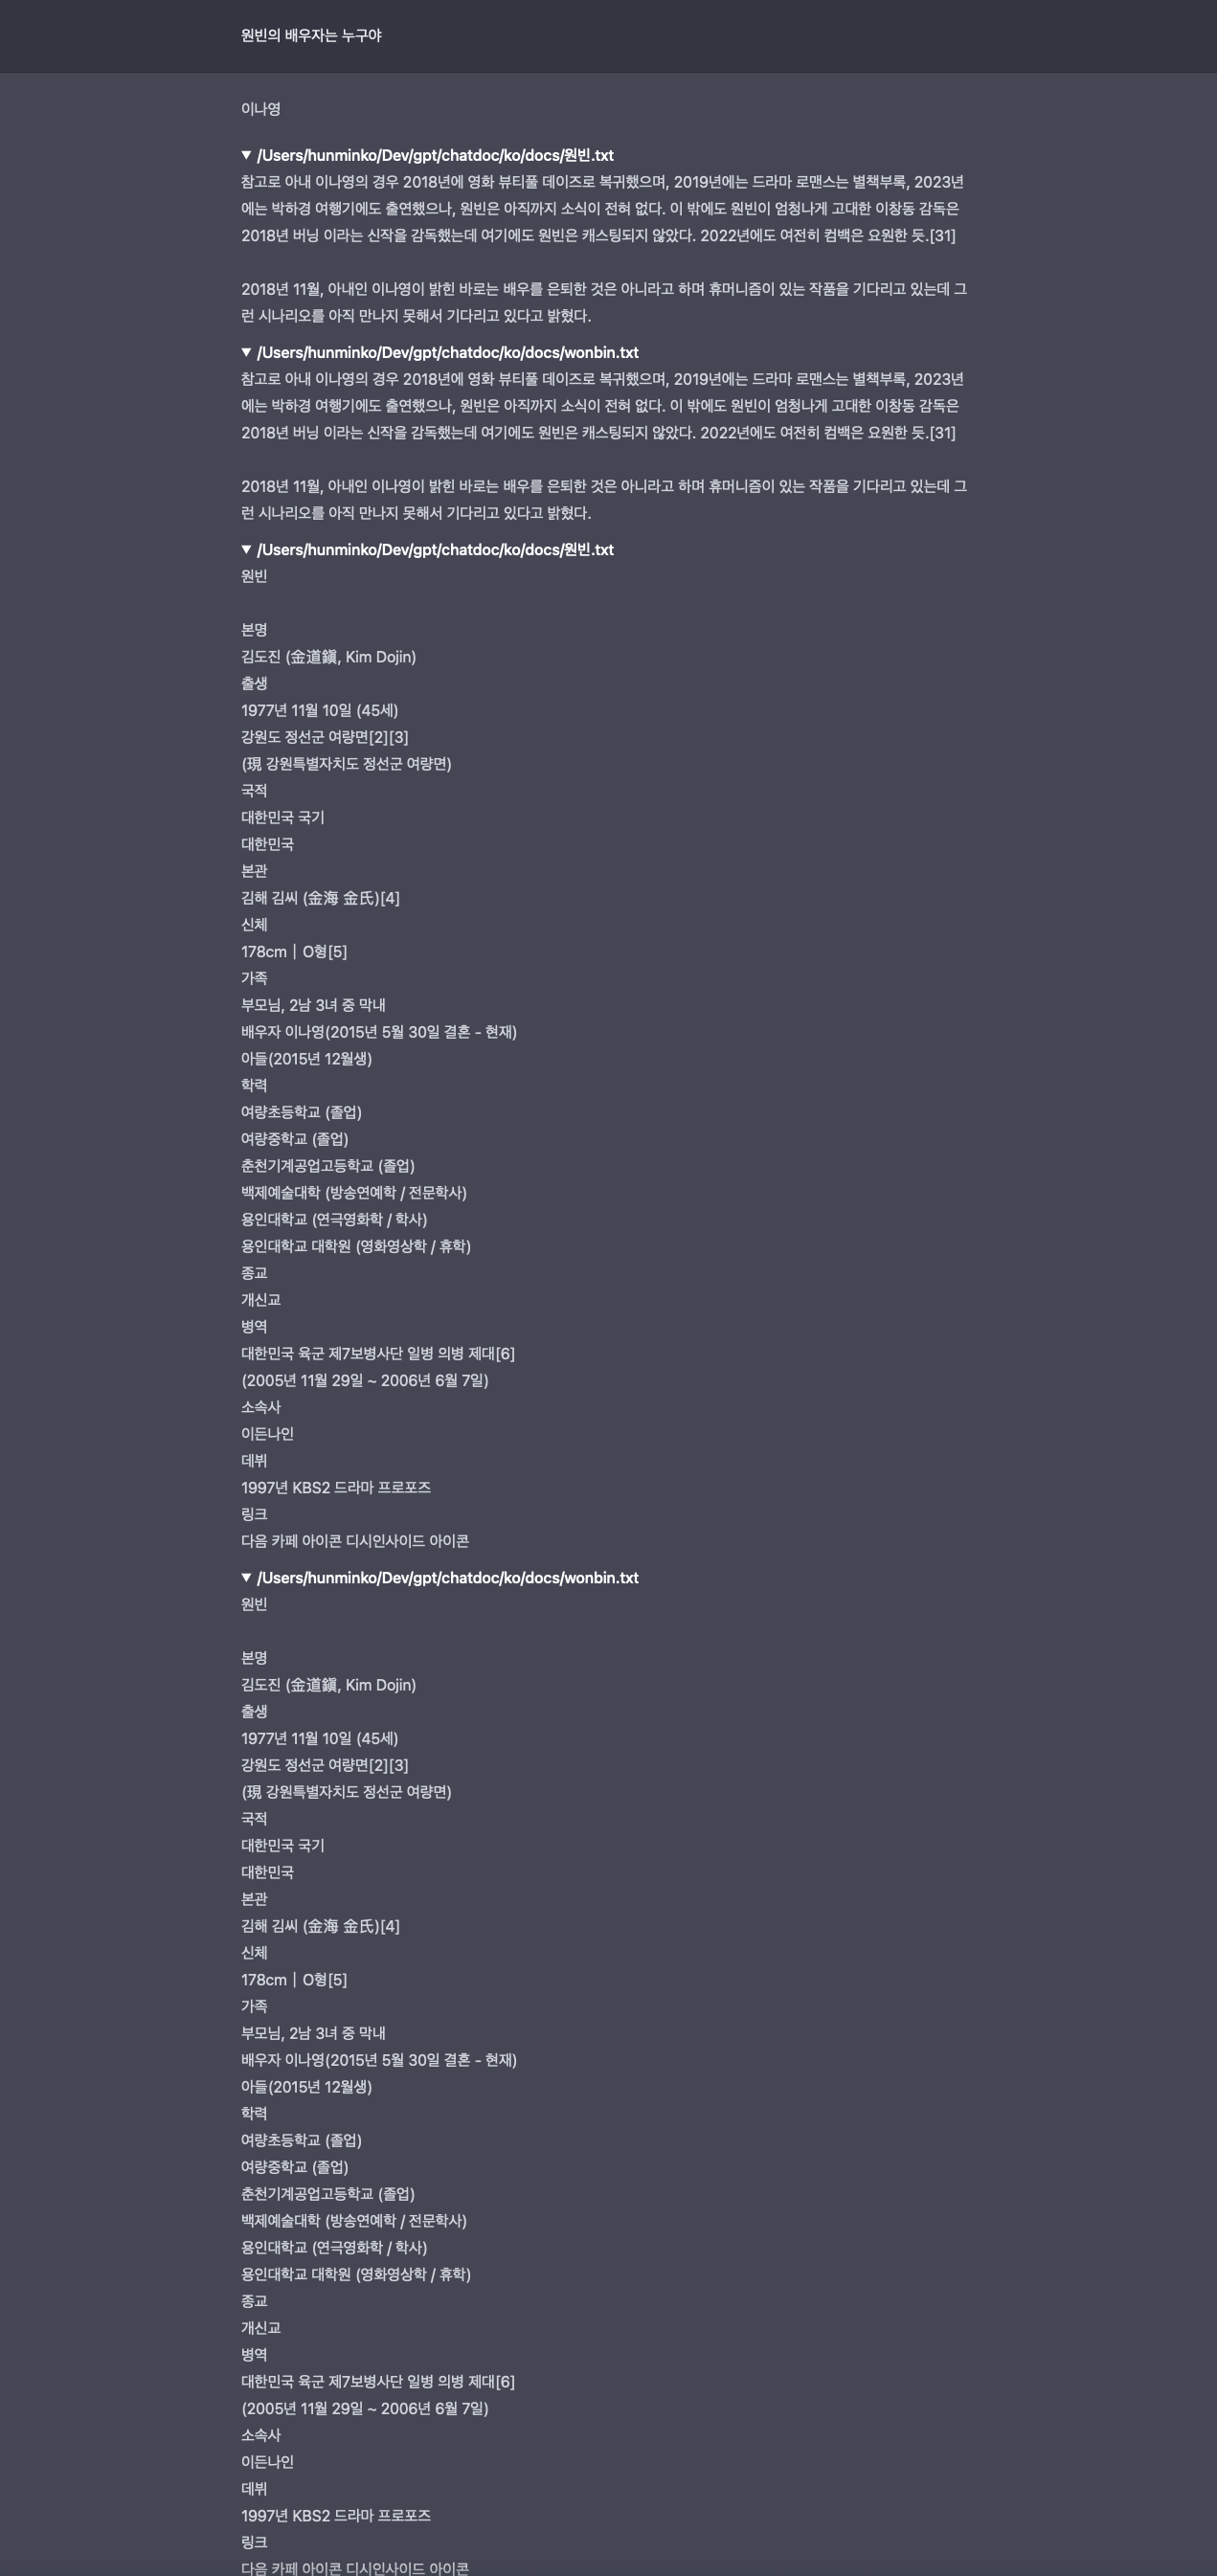 원빈의 배우자는 누구야
이나영
▼ /Users/hunminko/Dev/gpt/chatdoc/ko/docs/원빈.txt
참고로 아내 이나영의 경우 2018년에 영화 뷰티풀 데이즈로 복귀했으며, 2019년에는 드라마 로맨스는 별책부록, 2023년
에는 박하경 여행기에도 출연했으나, 원빈은 아직까지 소식이 전혀 없다. 이 밖에도 원빈이 엄청나게 고대한 이창동 감독은
2018년 버닝 이라는 신작을 감독했는데 여기에도 원빈은 캐스팅되지 않았다. 2022년에도 여전히 컴백은 요원한 듯.[31]
2018년 11월, 아내인 이나영이 밝힌 바로는 배우를 은퇴한 것은 아니라고 하며 휴머니즘이 있는 작품을 기다리고 있는데 그
런 시나리오를 아직 만나지 못해서 기다리고 있다고 밝혔다.
▼ /Users/hunminko/Dev/gpt/chatdoc/ko/docs/wonbin.txt
참고로 아내 이나영의 경우 2018년에 영화 뷰티풀 데이즈로 복귀했으며, 2019년에는 드라마 로맨스는 별책부록, 2023년
에는 박하경 여행기에도 출연했으나, 원빈은 아직까지 소식이 전혀 없다. 이 밖에도 원빈이 엄청나게 고대한 이창동 감독은
2018년 버닝 이라는 신작을 감독했는데 여기에도 원빈은 캐스팅되지 않았다. 2022년에도 여전히 컴백은 요원한 듯.[31]
2018년 11월, 아내인 이나영이 밝힌 바로는 배우를 은퇴한 것은 아니라고 하며 휴머니즘이 있는 작품을 기다리고 있는데 그
런 시나리오를 아직 만나지 못해서 기다리고 있다고 밝혔다.
▼ /Users/hunminko/Dev/gpt/chatdoc/ko/docs/원빈.txt
원빈
본명
김도진 (金道鎭, Kim Dojin)
출생
1977년 11월 10일 (45세)
강원도 정선군 여량면[2][3]
(現 강원특별자치도 정선군 여량면)
국적
대한민국 국기
대한민국
본관
김해 김씨 (金海 金氏)[4]
신체
178cm｜O형[5]
가족
부모님, 2남 3녀 중 막내
배우자 이나영(2015년 5월 30일 결혼 - 현재)
아들(2015년 12월생)
학력
여량초등학교 (졸업)
여량중학교 (졸업)
춘천기계공업고등학교 (졸업)
백제예술대학 (방송연예학 / 전문학사)
용인대학교 (연극영화학 / 학사)
용인대학교 대학원 (영화영상학 / 휴학)
종교
개신교
병역
대한민국 육군 제7보병사단 일병 의병 제대[6]
(2005년 11월 29일 ~ 2006년 6월 7일)
소속사
이든나인
데뷔
1997년 KBS2 드라마 프로포즈
링크
다음 카페 아이콘 디시인사이드 아이콘
▼ /Users/hunminko/Dev/gpt/chatdoc/ko/docs/wonbin.txt
원빈
본명
김도진 (金道鎭, Kim Dojin)
출생
1977년 11월 10일 (45세)
강원도 정선군 여량면[2][3]
(現 강원특별자치도 정선군 여량면)
국적
대한민국 국기
대한민국
본관
김해 김씨 (金海 金氏)[4]
신체
178cm｜O형[5]
가족
부모님, 2남 3녀 중 막내
배우자 이나영(2015년 5월 30일 결혼 - 현재)
아들(2015년 12월생)
학력
여량초등학교 (졸업)
여량중학교 (졸업)
춘천기계공업고등학교 (졸업)
백제예술대학 (방송연예학 / 전문학사)
용인대학교 (연극영화학 / 학사)
용인대학교 대학원 (영화영상학 / 휴학)
종교
개신교
병역
대한민국 육군 제7보병사단 일병 의병 제대[6]
(2005년 11월 29일 ~ 2006년 6월 7일)
소속사
이든나인
데뷔
1997년 KBS2 드라마 프로포즈
링크
다음 카페 아이콘 디시인사이드 아이콘